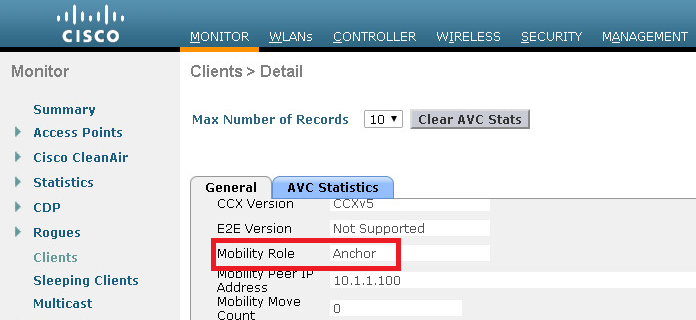 CISCO
MONITOR WLANs CONTROLLER WIRELESS SECURITY MANAGEMENT
Monitor
Summary
Access Points
Cisco CleanAir
Statistics
CDP
Rogues
Clients
Sleeping Clients
Multicast
Clients > Detail
Max Number of Records 10 Clear AVC Stats
General AVC Statistics
CCX Version CCXv5
E2E Version Not Supported
Mobility Role Anchor
Mobility Peer IP
Address 10.1.1.100
Mobility Move
Count 0